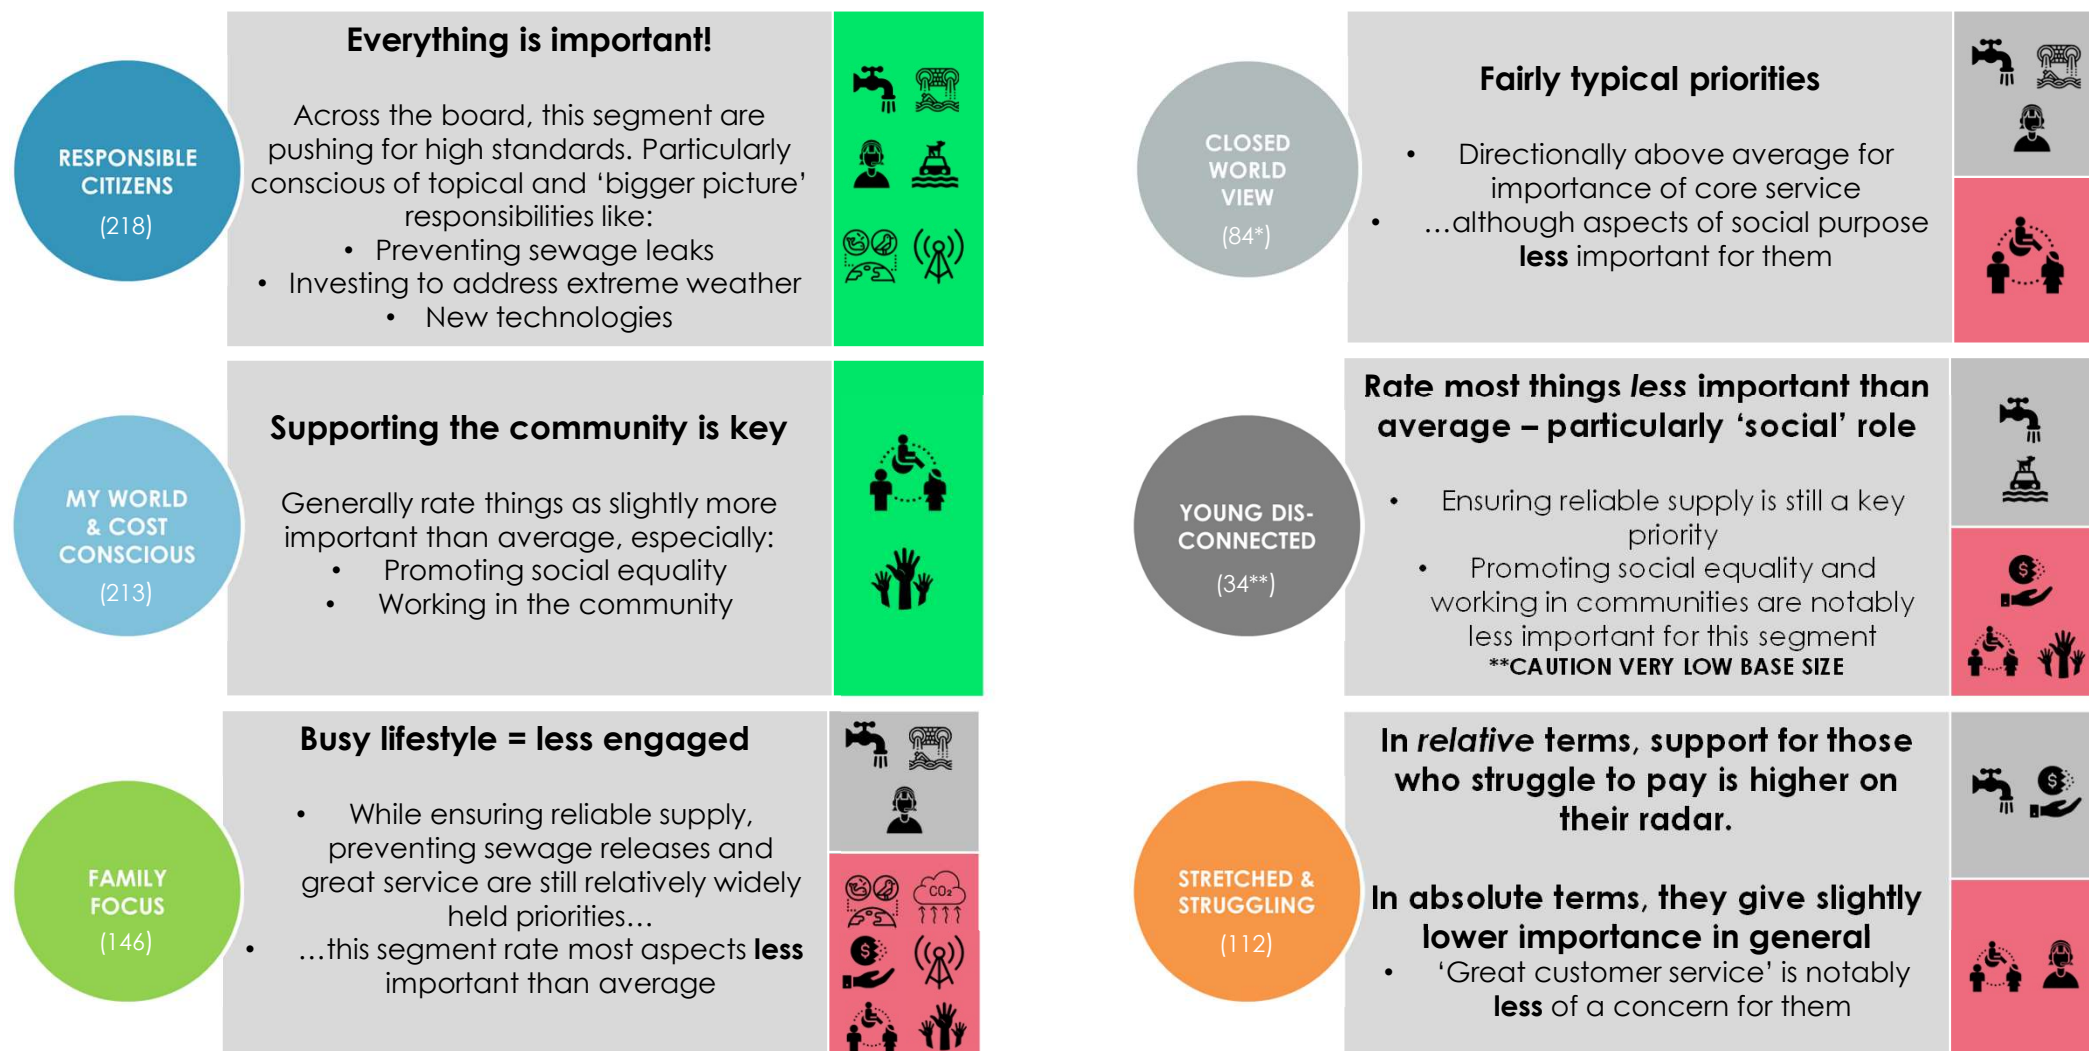 RESPONSIBLE
CITIZENS
(218)
Everything is important!
Across the board, this segment are
pushing for high standards. Particularly
conscious of topical and ‘bigger picture’
responsibilities like:
• Preventing sewage leaks
• Investing to address extreme weather
• New technologies
MY WORLD
& COST
CONSCIOUS
(213)
Supporting the community is key
Generally rate things as slightly more
important than average, especially:
• Promoting social equality
• Working in the community
FAMILY
FOCUS
(146)
Busy lifestyle = less engaged
• While ensuring reliable supply,
preventing sewage releases and
great service are still relatively widely
held priorities…
• …this segment rate most aspects less
important than average
CO₂
CLOSED
WORLD
VIEW
(84*)
Fairly typical priorities
• Directionally above average for
importance of core service
• …although aspects of social purpose
less important for them
YOUNG DIS-
CONNECTED
(34**)
Rate most things less important than
average – particularly ‘social’ role
• Ensuring reliable supply is still a key
priority
• Promoting social equality and
working in communities are notably
less important for this segment
**CAUTION VERY LOW BASE SIZE
$
STRETCHED &
STRUGGLING
(112)
In relative terms, support for those
who struggle to pay is higher on
their radar.
In absolute terms, they give slightly
lower importance in general
• ‘Great customer service’ is notably
less of a concern for them
$